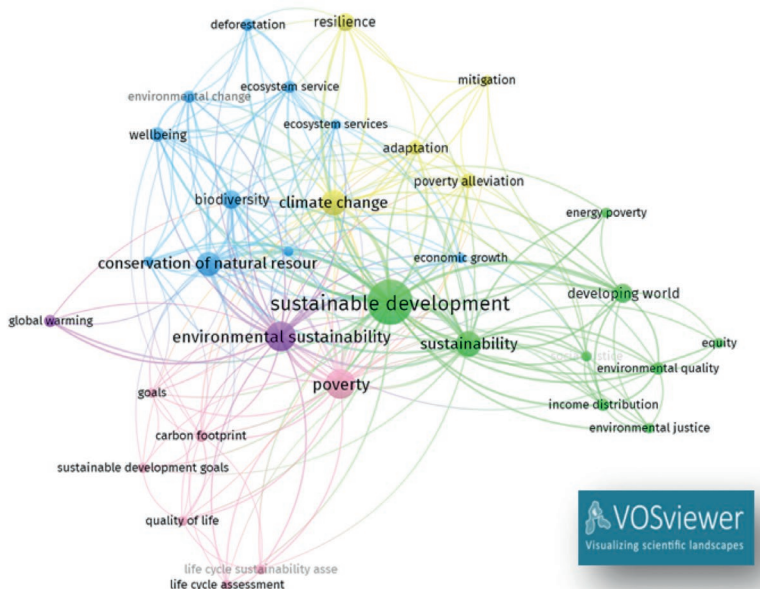 deforestation
resilience
mitigation
environmental change
ecosystem service
ecosystem services
wellbeing
adaptation
poverty alleviation
biodiversity
climate change
energy poverty
conservation of natural resour
economic growth
developing world
sustainable development
global warming
environmental sustainability
sustainability
equity
social justice
environmental quality
poverty
goals
income distribution
environmental justice
carbon footprint
sustainable development goals
quality of life
life cycle sustainability asse
life cycle assessment
VOSviewer
Visualizing scientific landscapes